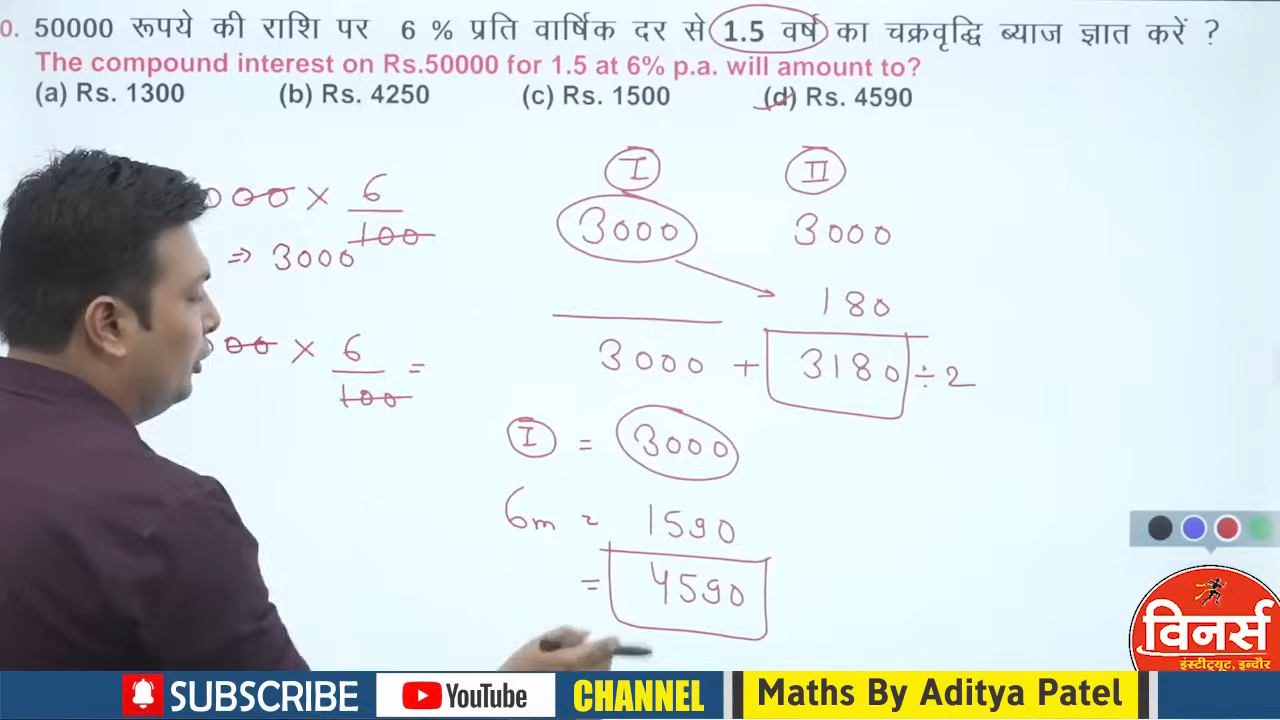 0. 50000 रूपये की राशि पर 6 % प्रति वार्षिक दर से 1.5 वर्ष का चक्रवृद्धि ब्याज ज्ञात करें ?
The compound interest on Rs.50000 for 1.5 at 6% p.a. will amount to?
(a) Rs. 1300 (b) Rs. 4250 (c) Rs. 1500 (d) Rs. 4590
I II
000 × 6/100
3000 3000
⇒ 3000
180
00 × 6/100 =
3000 + 3180 ÷ 2
I = 3000
6m = 1590
= 4590
विनर्स
इंस्टीट्यूट, इन्दौर
SUBSCRIBE YouTube CHANNEL Maths By Aditya Patel